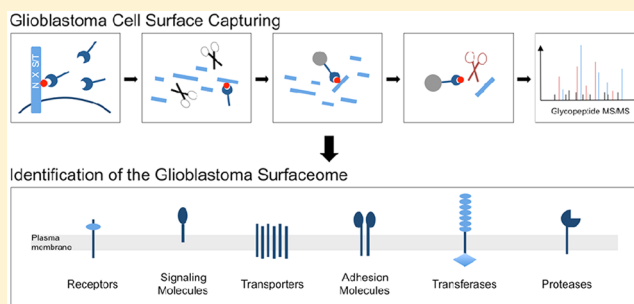 Glioblastoma Cell Surface Capturing
N X S/T
Glycopeptide MS/MS
Identification of the Glioblastoma Surfaceome
Plasma
membrane
Receptors
Signaling
Molecules
Transporters
Adhesion
Molecules
Transferases
Proteases